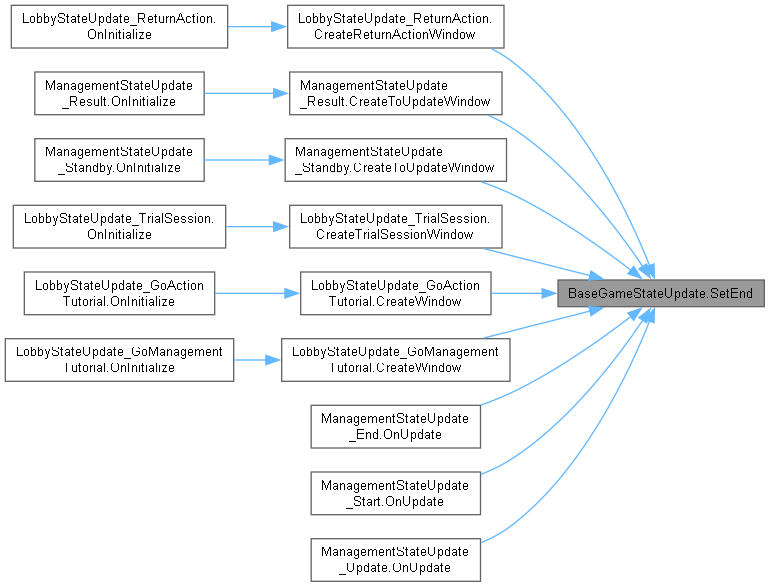 LobbyStateUpdate_ReturnAction.
OnInitialize
LobbyStateUpdate_ReturnAction.
CreateReturnActionWindow
ManagementStateUpdate
_Result.OnInitialize
ManagementStateUpdate
_Result.CreateToUpdateWindow
ManagementStateUpdate
_Standby.OnInitialize
ManagementStateUpdate
_Standby.CreateToUpdateWindow
LobbyStateUpdate_TrialSession.
OnInitialize
LobbyStateUpdate_TrialSession.
CreateTrialSessionWindow
LobbyStateUpdate_GoAction
Tutorial.OnInitialize
LobbyStateUpdate_GoAction
Tutorial.CreateWindow
BaseGameStateUpdate.SetEnd
LobbyStateUpdate_GoManagement
Tutorial.OnInitialize
LobbyStateUpdate_GoManagement
Tutorial.CreateWindow
ManagementStateUpdate
_End.OnUpdate
ManagementStateUpdate
_Start.OnUpdate
ManagementStateUpdate
_Update.OnUpdate